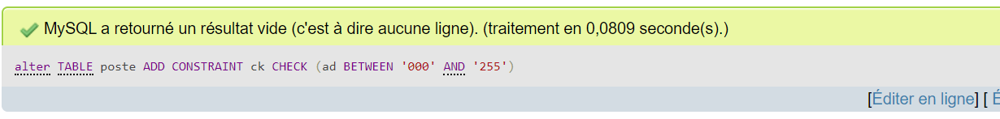 MySQL a retourné un résultat vide (c'est à dire aucune ligne). (traitement en 0,0809 seconde(s).)
alter TABLE poste ADD CONSTRAINT ck CHECK (ad BETWEEN '000' AND '255')
[Éditer en ligne] [ É